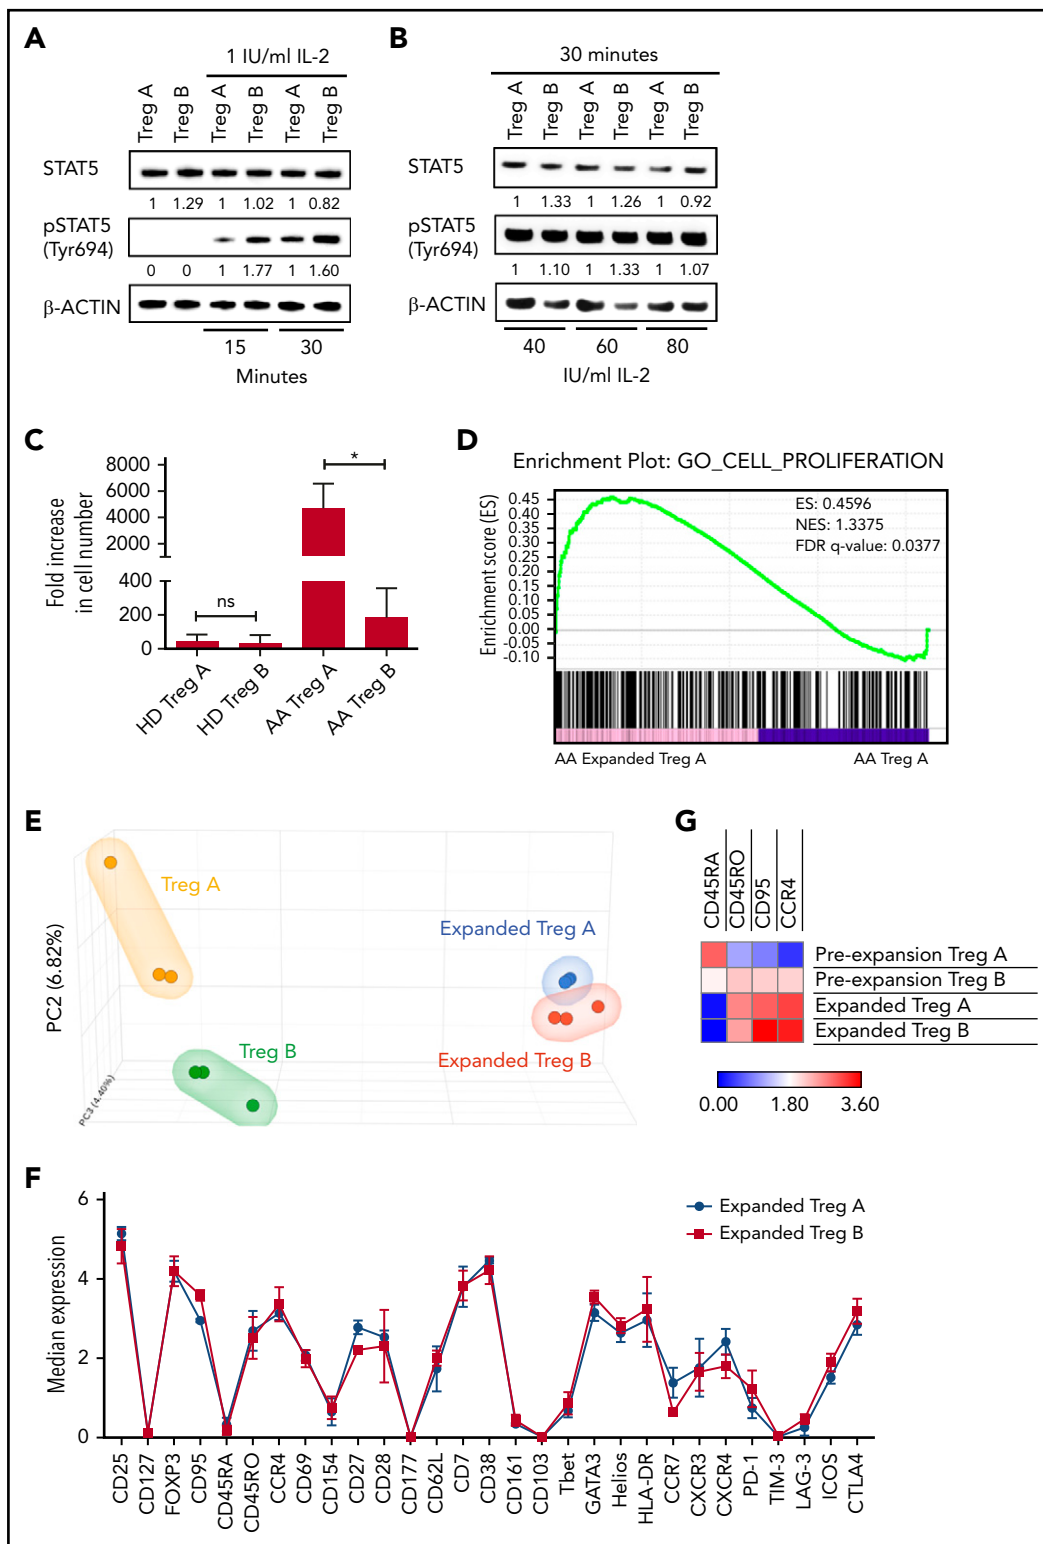 A
1 IU/ml IL-2
Treg A Treg B Treg A Treg B Treg A Treg B
STAT5
1 1.29 1 1.02 1 0.82
pSTAT5
(Tyr694)
0 0 1 1.77 1 1.60
β-ACTIN
15 30
Minutes
B
30 minutes
Treg A Treg B Treg A Treg B Treg A Treg B
STAT5
1 1.33 1 1.26 1 0.92
pSTAT5
(Tyr694)
1 1.10 1 1.33 1 1.07
β-ACTIN
40 60 80
IU/ml IL-2
C
Fold increase
in cell number
8000
6000
4000
2000
400
200
0
ns
*
HD Treg A
HD Treg B
AA Treg A
AA Treg B
D
Enrichment Plot: GO_CELL_PROLIFERATION
Enrichment score (ES)
0.45
0.40
0.35
0.30
0.25
0.20
0.15
0.10
0.05
0.00
-0.05
-0.10
ES: 0.4596
NES: 1.3375
FDR q-value: 0.0377
AA Expanded Treg A AA Treg A
E
PC2 (6.82%)
PC3 (4.40%)
Treg A
Treg B
Expanded Treg A
Expanded Treg B
G
CD45RA
CD45RO
CD95
CCR4
Pre-expansion Treg A
Pre-expansion Treg B
Expanded Treg A
Expanded Treg B
0.00 1.80 3.60
F
Median expression
6
4
2
0
Expanded Treg A
Expanded Treg B
CD25
CD127
FOXP3
CD95
CD45RA
CD45RO
CCR4
CD69
CD154
CD27
CD28
CD177
CD62L
CD7
CD38
CD161
CD103
Tbet
GATA3
Helios
HLA-DR
CCR7
CXCR3
CXCR4
PD-1
TIM-3
LAG-3
ICOS
CTLA4